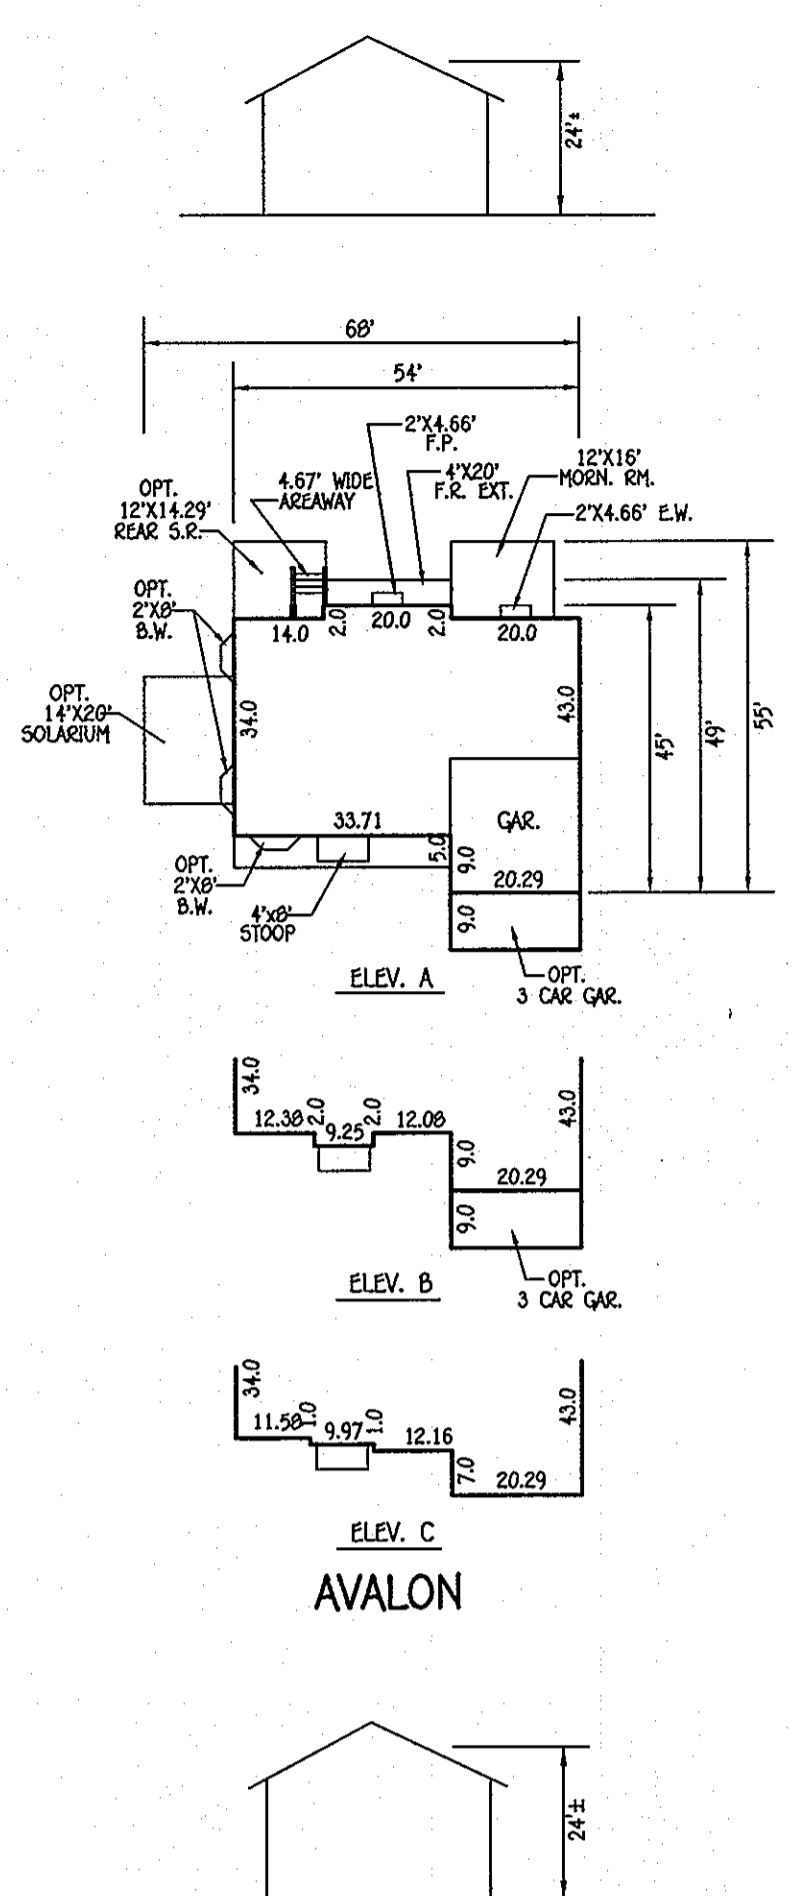 24'±
68'
54'
2'X4.66'
F.P.
4'X20'
F.R. EXT.
12'X16'
MORN. RM.
2'X4.66' E.W.
4.67' WIDE
AREAWAY
OPT.
12'X14.29'
REAR S.R.
OPT.
2'X8'
B.W.
14.0
2.0
20.0
2.0
20.0
OPT.
14'X20'
SOLARIUM
34.0
43.0
45'
49'
55'
33.71
5.0
GAR.
9.0
20.29
9.0
OPT.
2'X8'
B.W.
4'x8'
STOOP
OPT.
3 CAR GAR.
ELEV. A
34.0
12.38
2.0
9.25
2.0
12.08
43.0
9.0
20.29
9.0
OPT.
3 CAR GAR.
ELEV. B
34.0
11.58
1.0
9.97
1.0
12.16
43.0
7.0
20.29
ELEV. C
AVALON
24'±